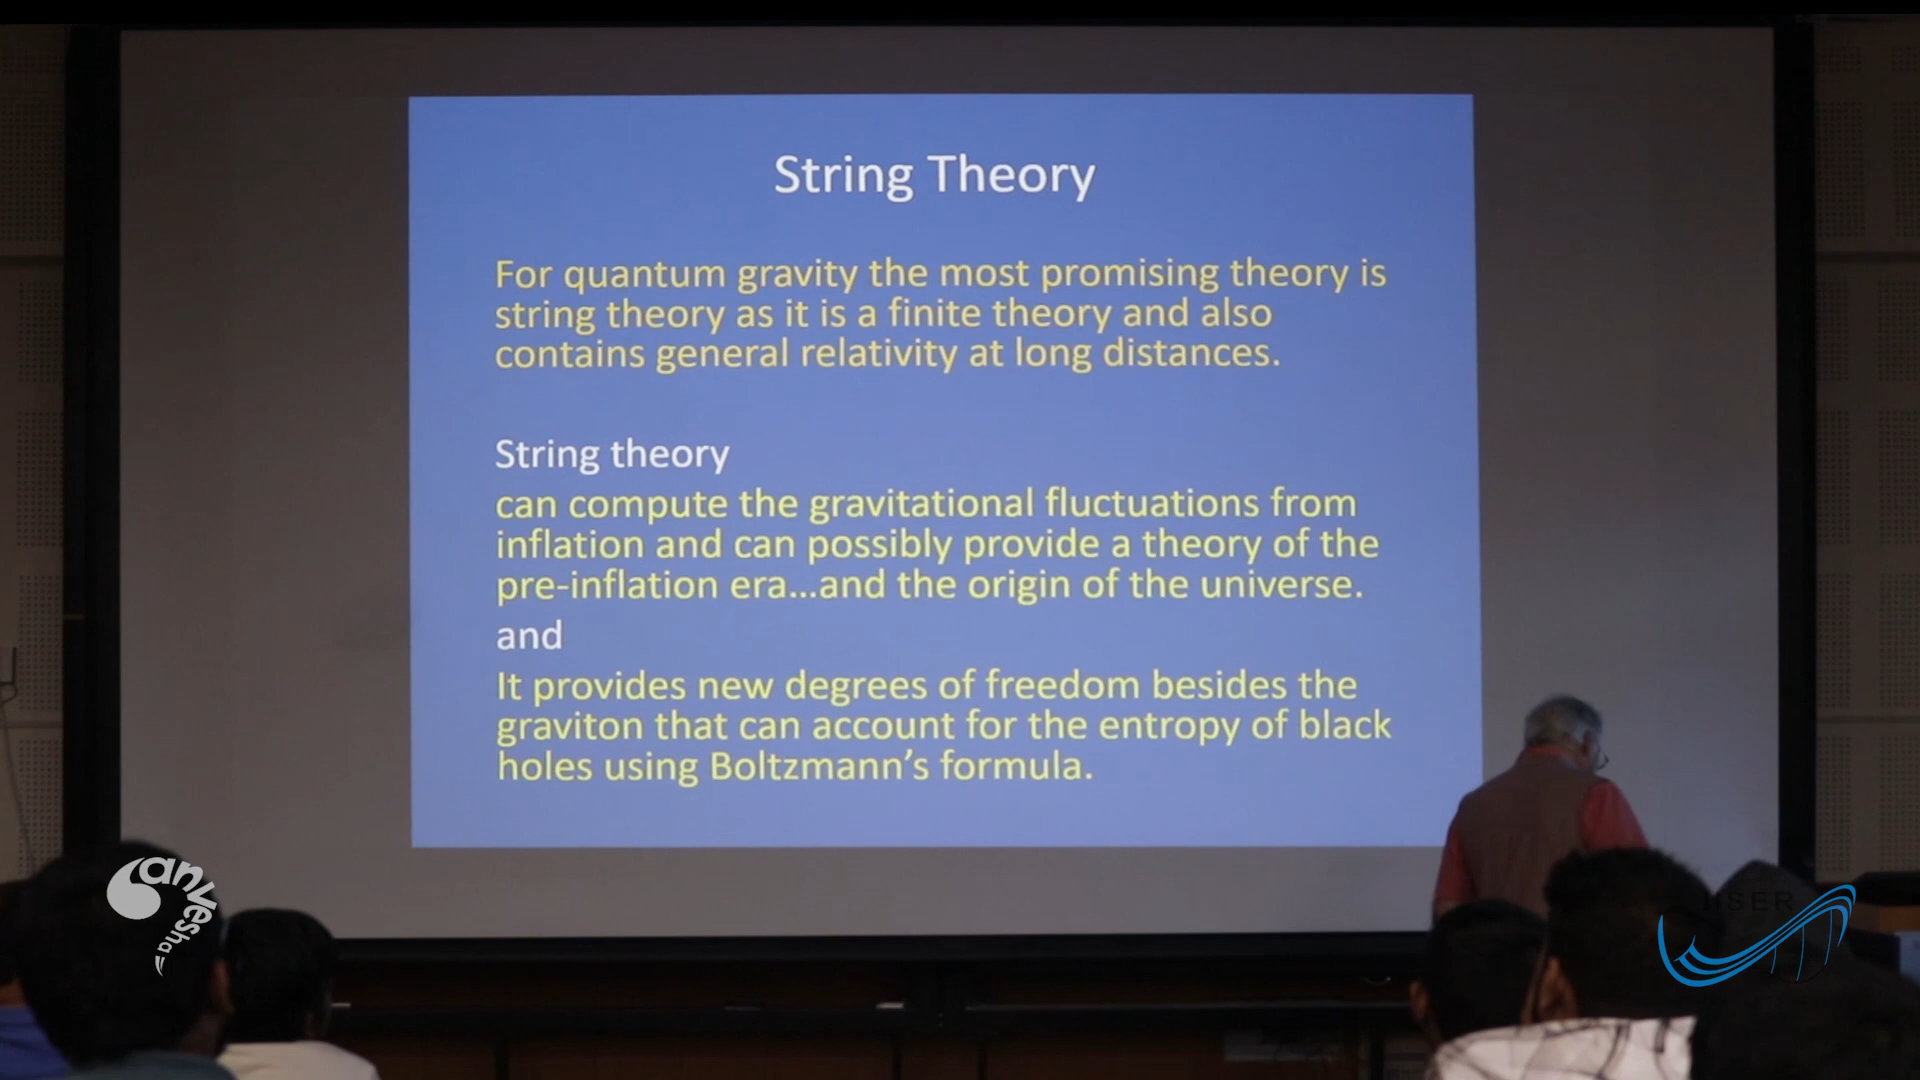 String Theory
For quantum gravity the most promising theory is
string theory as it is a finite theory and also
contains general relativity at long distances.
String theory
can compute the gravitational fluctuations from
inflation and can possibly provide a theory of the
pre-inflation era...and the origin of the universe.
and
It provides new degrees of freedom besides the
graviton that can account for the entropy of black
holes using Boltzmann’s formula.
anvesha
IISER